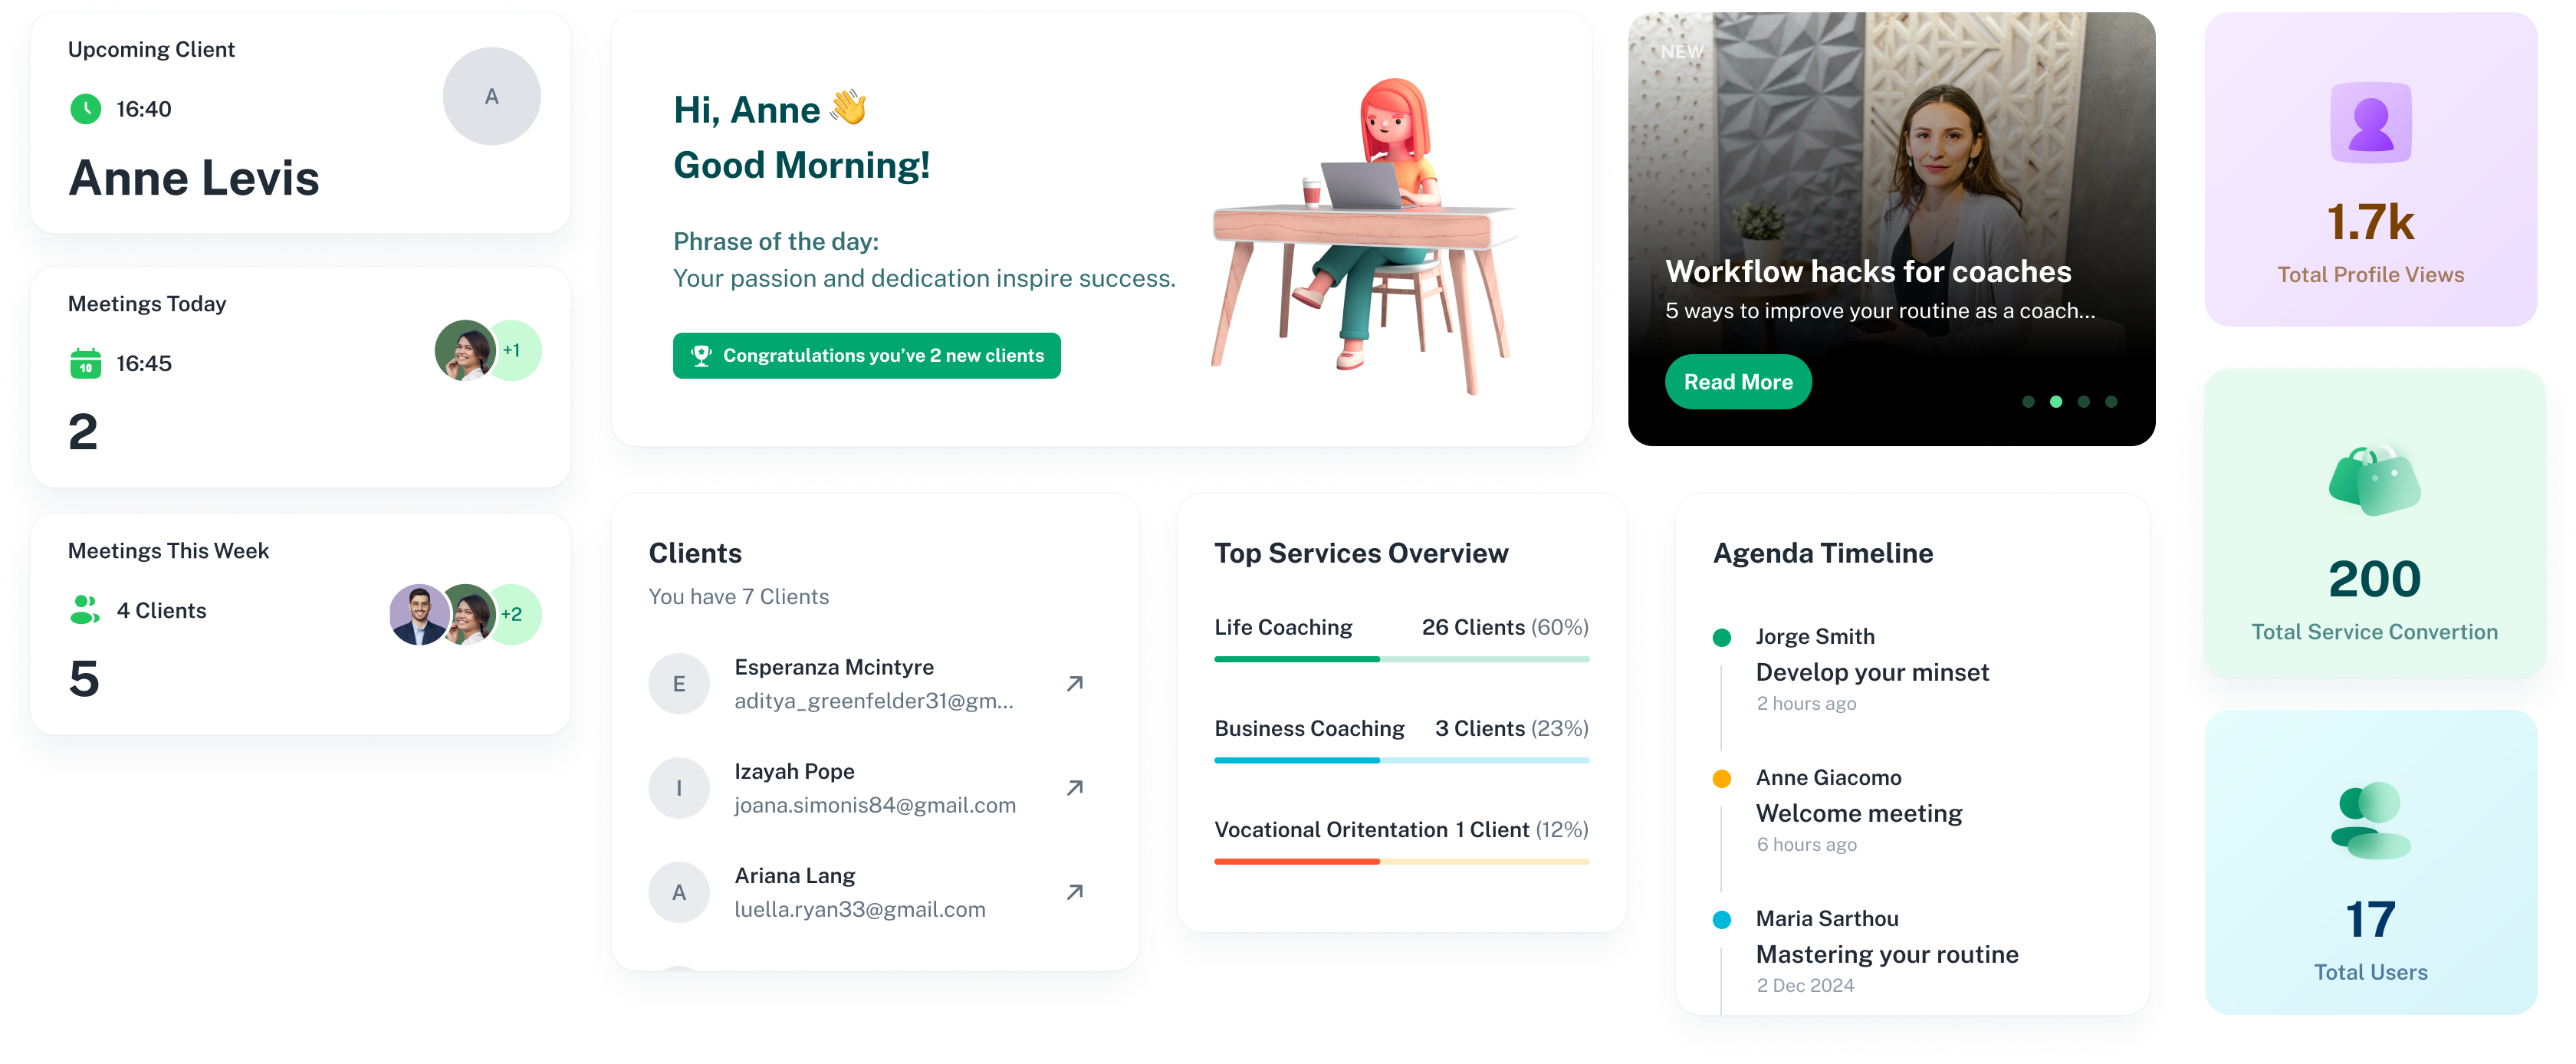 Upcoming Client
16:40
A
Anne Levis
Meetings Today
16:45
+1
2
Meetings This Week
4 Clients
+2
5
Hi, Anne 👋
Good Morning!
Phrase of the day:
Your passion and dedication inspire success.
Congratulations you’ve 2 new clients
NEW
Workflow hacks for coaches
5 ways to improve your routine as a coach...
Read More
Clients
You have 7 Clients
E
Esperanza Mcintyre
aditya_greenfelder31@gm...
I
Izayah Pope
joana.simonis84@gmail.com
A
Ariana Lang
luella.ryan33@gmail.com
Top Services Overview
Life Coaching 26 Clients (60%)
Business Coaching 3 Clients (23%)
Vocational Oritentation 1 Client (12%)
Agenda Timeline
Jorge Smith
Develop your minset
2 hours ago
Anne Giacomo
Welcome meeting
6 hours ago
Maria Sarthou
Mastering your routine
2 Dec 2024
1.7k
Total Profile Views
200
Total Service Convertion
17
Total Users